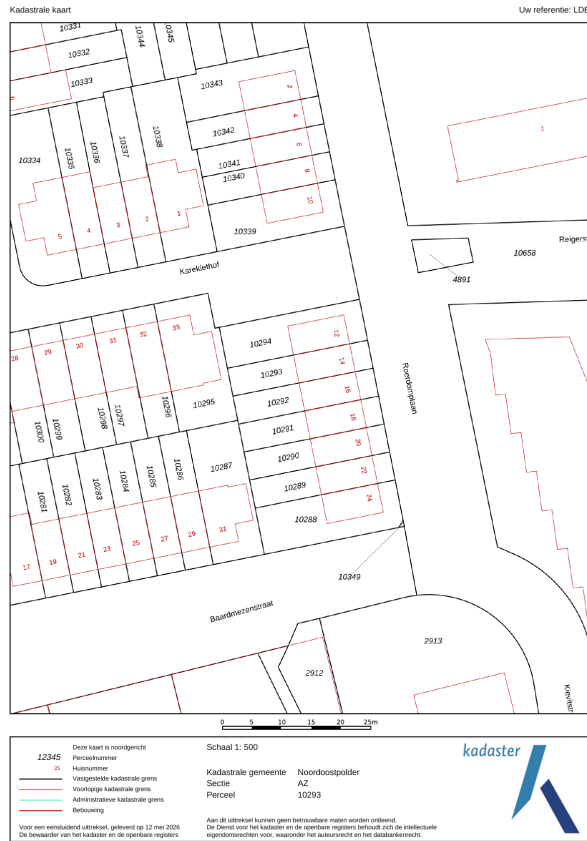 Kadastrale kaart
Uw referentie: LDE
10331
10344
10345
10332
10333
10343
2
6
4
10342
10338
10337
10336
10335
10334
6
10341
8
10340
10
1
10339
1
2
3
4
5
Reigerst
10658
4891
Karekiethof
33
32
31
30
29
28
12
10294
14
10293
Roerdomplaan
16
10292
10295
10296
10297
10298
10299
10300
18
10291
20
10290
22
10289
24
10288
10287
10286
10285
10284
10283
10282
10281
31
29
27
25
23
21
19
17
10349
Baardmezenstraat
2913
2912
Kievitstr
0 5 10 15 20 25m
Deze kaart is noordgericht
12345 Perceelnummer
25 Huisnummer
Vastgestelde kadastrale grens
Voorlopige kadastrale grens
Administratieve kadastrale grens
Bebouwing
Voor een eensluidend uittreksel, geleverd op 12 mei 2026
De bewaarder van het kadaster en de openbare registers
Schaal 1: 500
Kadastrale gemeente Noordoostpolder
Sectie AZ
Perceel 10293
Aan dit uittreksel kunnen geen betrouwbare maten worden ontleend.
De Dienst voor het kadaster en de openbare registers behoudt zich de intellectuele
eigendomsrechten voor, waaronder het auteursrecht en het databankenrecht.
kadaster